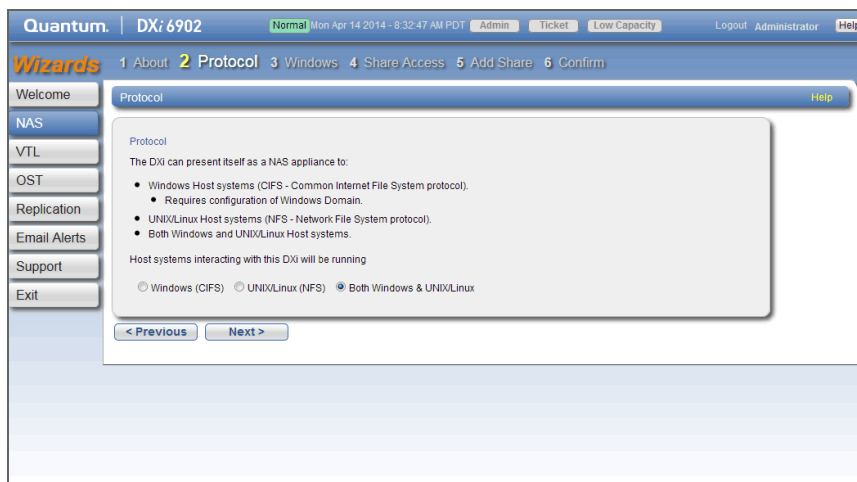 Quantum. DXi 6902 Normal Mon Apr 14 2014 - 8:32:47 AM PDT Admin Ticket Low Capacity Logout Administrator Help
Wizards 1 About 2 Protocol 3 Windows 4 Share Access 5 Add Share 6 Confirm
Welcome
NAS
VTL
OST
Replication
Email Alerts
Support
Exit
Protocol Help
Protocol
The DXi can present itself as a NAS appliance to:
• Windows Host systems (CIFS - Common Internet File System protocol).
• Requires configuration of Windows Domain.
• UNIX/Linux Host systems (NFS - Network File System protocol).
• Both Windows and UNIX/Linux Host systems.
Host systems interacting with this DXi will be running
Windows (CIFS) UNIX/Linux (NFS) Both Windows & UNIX/Linux
< Previous Next >